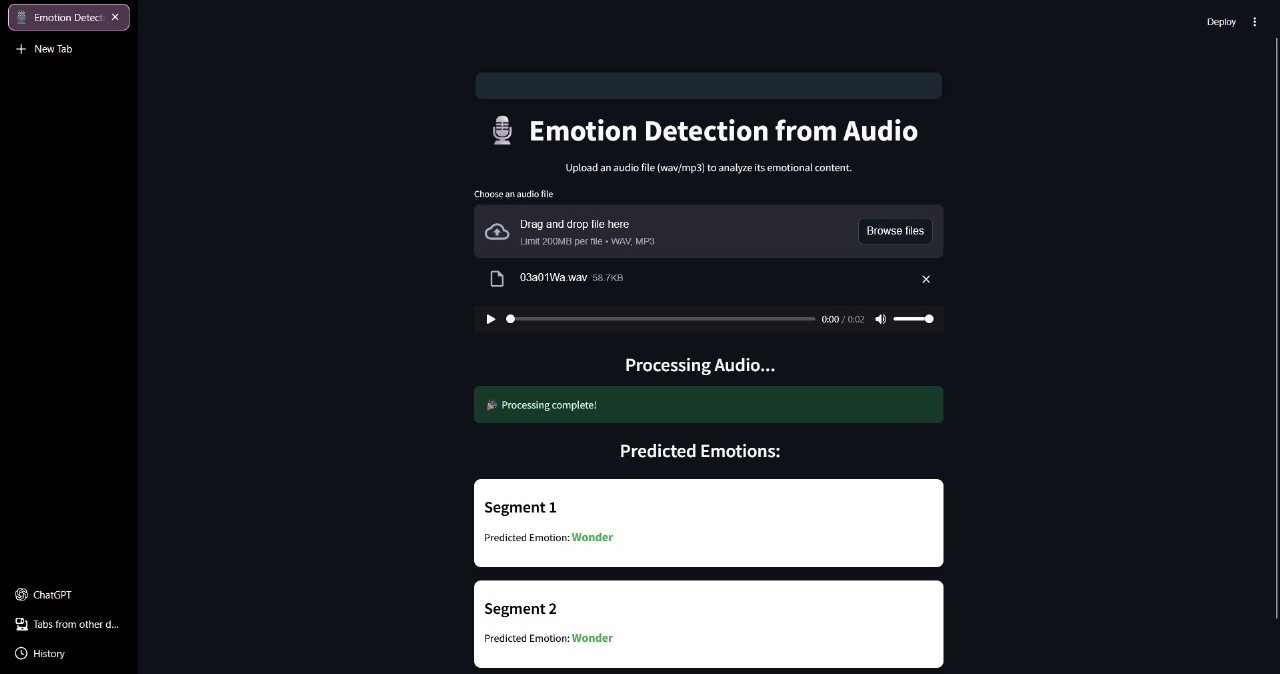 Emotion Detect
New Tab
Deploy
Emotion Detection from Audio
Upload an audio file (wav/mp3) to analyze its emotional content.
Choose an audio file
Drag and drop file here
Limit 200MB per file • WAV, MP3
Browse files
03a01Wa.wav 58.7KB
0:00 / 0:02
Processing Audio...
Processing complete!
Predicted Emotions:
Segment 1
Predicted Emotion: Wonder
Segment 2
Predicted Emotion: Wonder
ChatGPT
Tabs from other d...
History